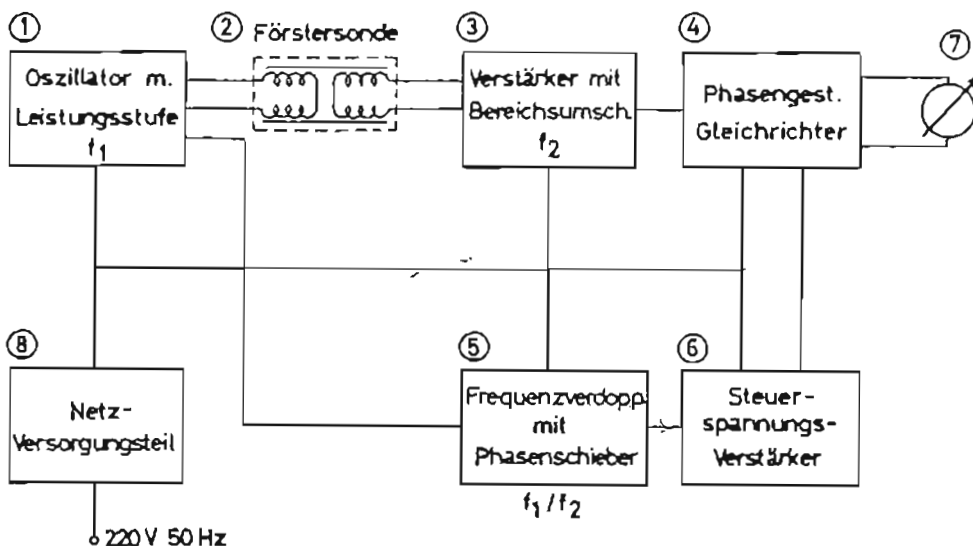 1
Oszillator m.
Leistungsstufe
f1
2
Förstersonde
3
Verstärker mit
Bereichsumsch.
f2
4
Phasengest.
Gleichrichter
7
8
Netz-
Versorgungsteil
220 V 50 Hz
5
Frequenzverdopp.
mit
Phasenschieber
f1/f2
6
Steuer-
spannungs-
Verstärker